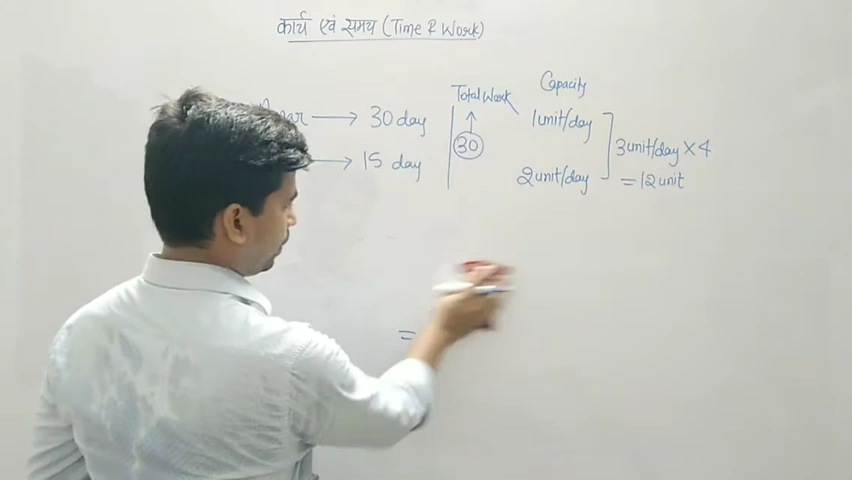 कार्य एवं समय (Time & Work)
Total Work
Capacity
→ 30 day
30
1unit/day
3unit/day × 4
→ 15 day
2unit/day
= 12 unit
=